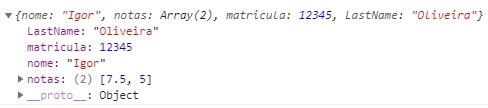 ▼ {nome: "Igor", notas: Array(2), matricula: 12345, LastName: "Oliveira"}
LastName: "Oliveira"
matricula: 12345
nome: "Igor"
▶ notas: (2) [7.5, 5]
▶ __proto__: Object